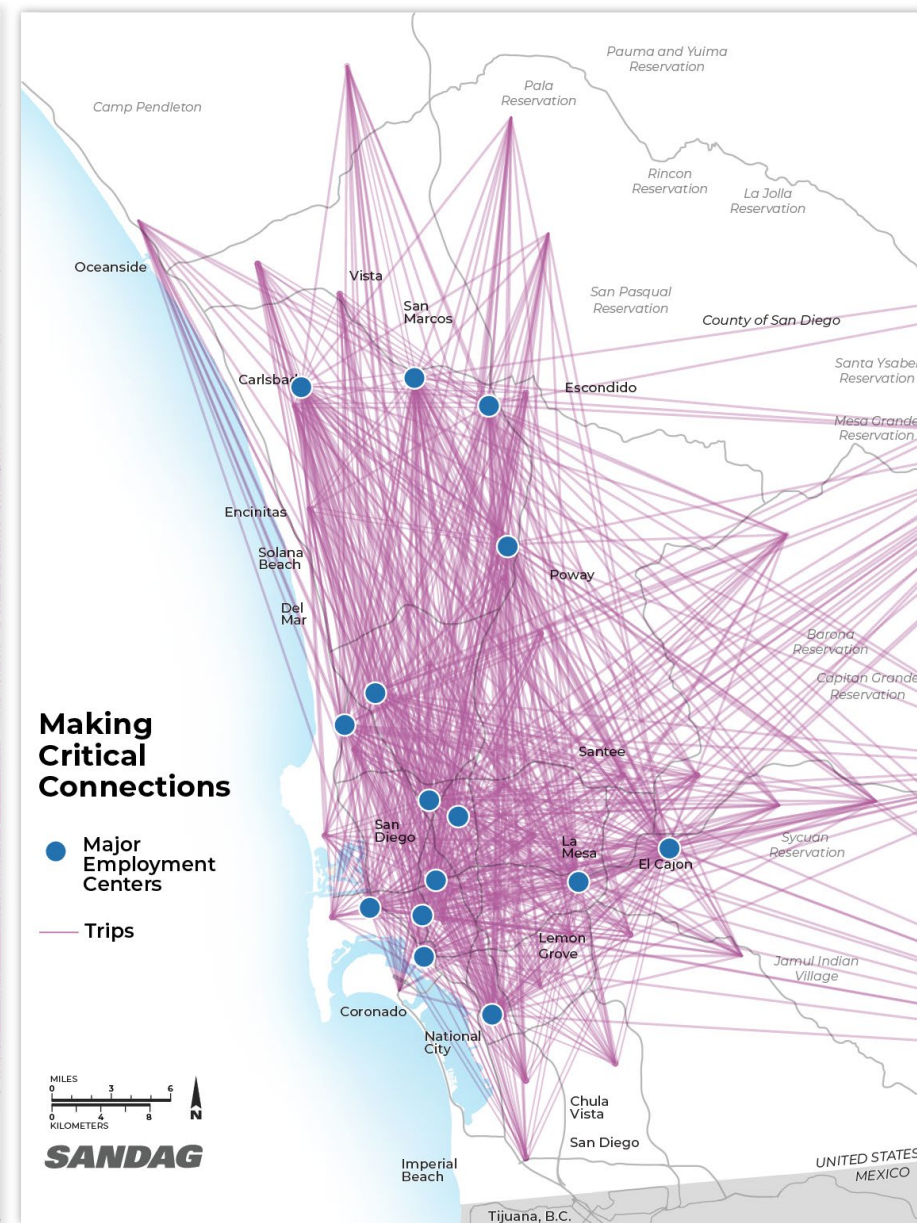 Pauma and Yuima
Reservation
Pala
Reservation
Camp Pendleton
Rincon
Reservation
La Jolla
Reservation
Oceanside
Vista
San
Marcos
San Pasqual
Reservation
County of San Diego
Carlsbad
Escondido
Santa Ysabel
Reservation
Mesa Grande
Reservation
Encinitas
Solana
Beach
Poway
Del
Mar
Barona
Reservation
Capitan Grande
Reservation
Making
Critical
Connections
Santee
San
Diego
La
Mesa
El Cajon
Sycuan
Reservation
Major
Employment
Centers
Trips
Lemon
Grove
Jamul Indian
Village
Coronado
National
City
MILES
0 3 6
0 4 8
KILOMETERS
N
SANDAG
Chula
Vista
San Diego
Imperial
Beach
UNITED STATES
MEXICO
Tijuana, B.C.